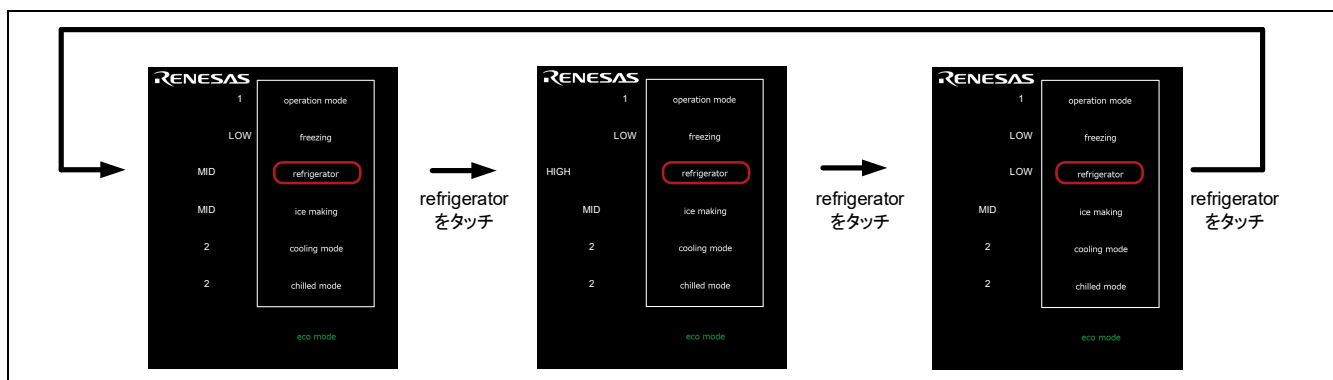 RENESAS
1 operation mode
LOW freezing
MID refrigerator
MID ice making
2 cooling mode
2 chilled mode
eco mode
refrigerator
をタッチ
RENESAS
1 operation mode
LOW freezing
HIGH refrigerator
MID ice making
2 cooling mode
2 chilled mode
eco mode
refrigerator
をタッチ
RENESAS
1 operation mode
LOW freezing
LOW refrigerator
MID ice making
2 cooling mode
2 chilled mode
eco mode
refrigerator
をタッチ